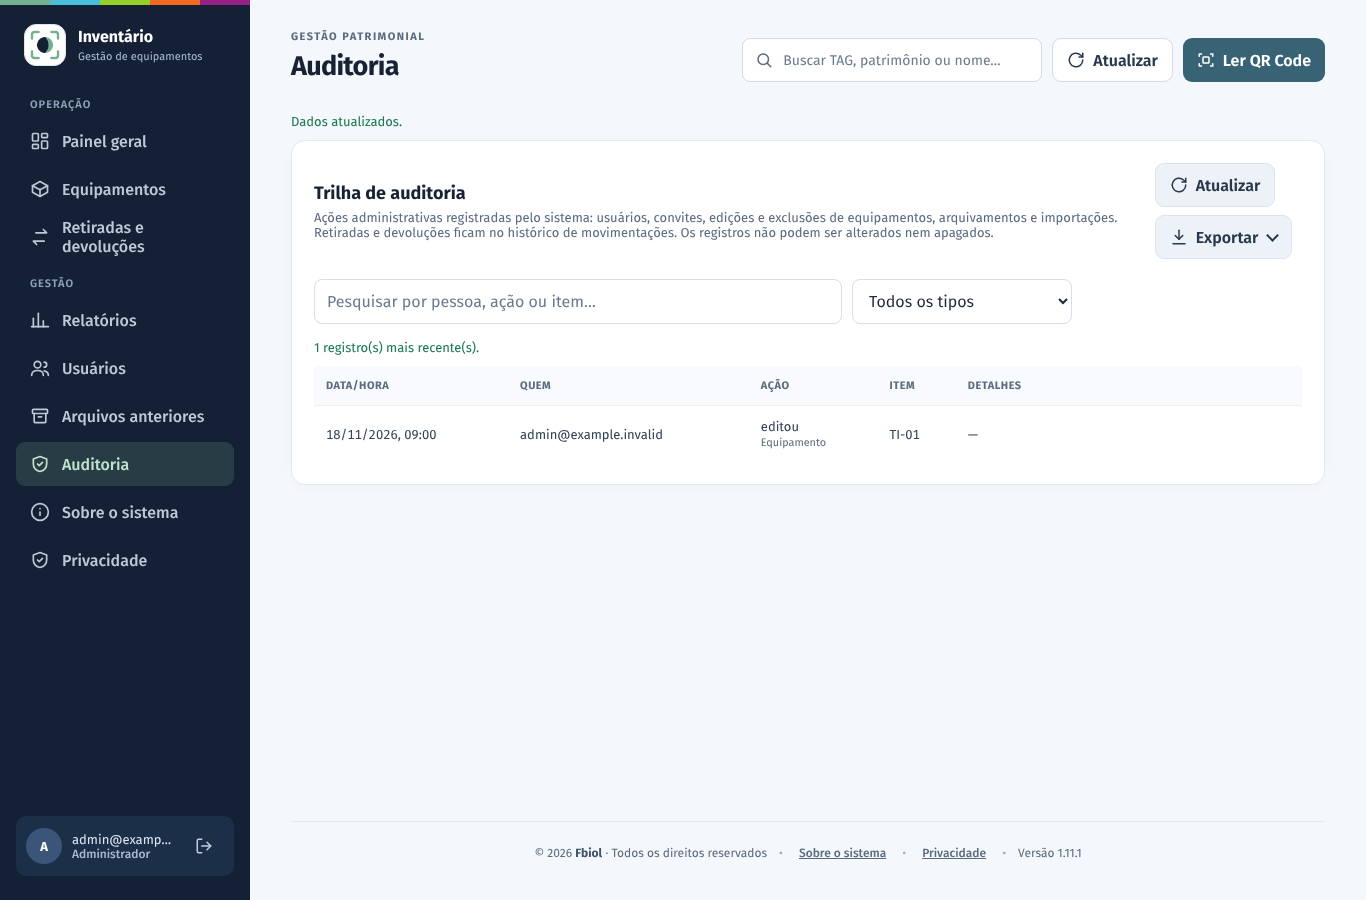 Inventário
Gestão de equipamentos
OPERAÇÃO
Painel geral
Equipamentos
Retiradas e
devoluções
GESTÃO
Relatórios
Usuários
Arquivos anteriores
Auditoria
Sobre o sistema
Privacidade
A
admin@examp...
Administrador
GESTÃO PATRIMONIAL
Auditoria
Buscar TAG, patrimônio ou nome...
Atualizar
Ler QR Code
Dados atualizados.
Trilha de auditoria
Ações administrativas registradas pelo sistema: usuários, convites, edições e exclusões de equipamentos, arquivamentos e importações.
Retiradas e devoluções ficam no histórico de movimentações. Os registros não podem ser alterados nem apagados.
Atualizar
Exportar
Pesquisar por pessoa, ação ou item...
Todos os tipos
1 registro(s) mais recente(s).
DATA/HORA QUEM AÇÃO ITEM DETALHES
18/11/2026, 09:00 admin@example.invalid editou TI-01 —
Equipamento
© 2026 Fbiol · Todos os direitos reservados • Sobre o sistema • Privacidade • Versão 1.11.1